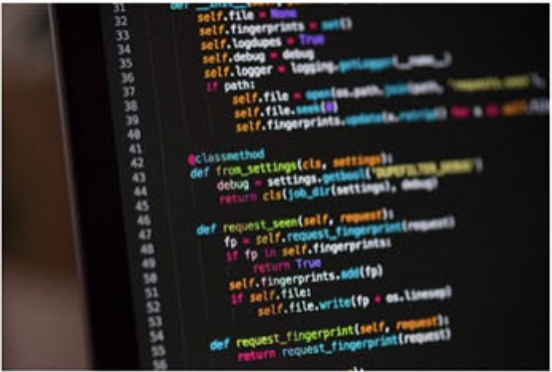 31 def __init__(self,
32 self.file = None
33 self.fingerprints = set()
34 self.logdupes = True
35 self.debug = debug
36 self.logger = logging.getLogger(__name__)
37 if path:
38 self.file = open(os.path.join(path, 
39 self.file.seek(0)
40 self.fingerprints.update(
41
42 @classmethod
43 def from_settings(cls, settings):
44 debug = settings.getbool(
45 return cls(job_dir(settings), debug)
46
47 def request_seen(self, request):
48 fp = self.request_fingerprint(request)
49 if fp in self.fingerprints:
50 return True
51 self.fingerprints.add(fp)
52 if self.file:
53 self.file.write(fp + os.linesep)
54
55 def request_fingerprint(self, request):
56 return request_fingerprint(request)